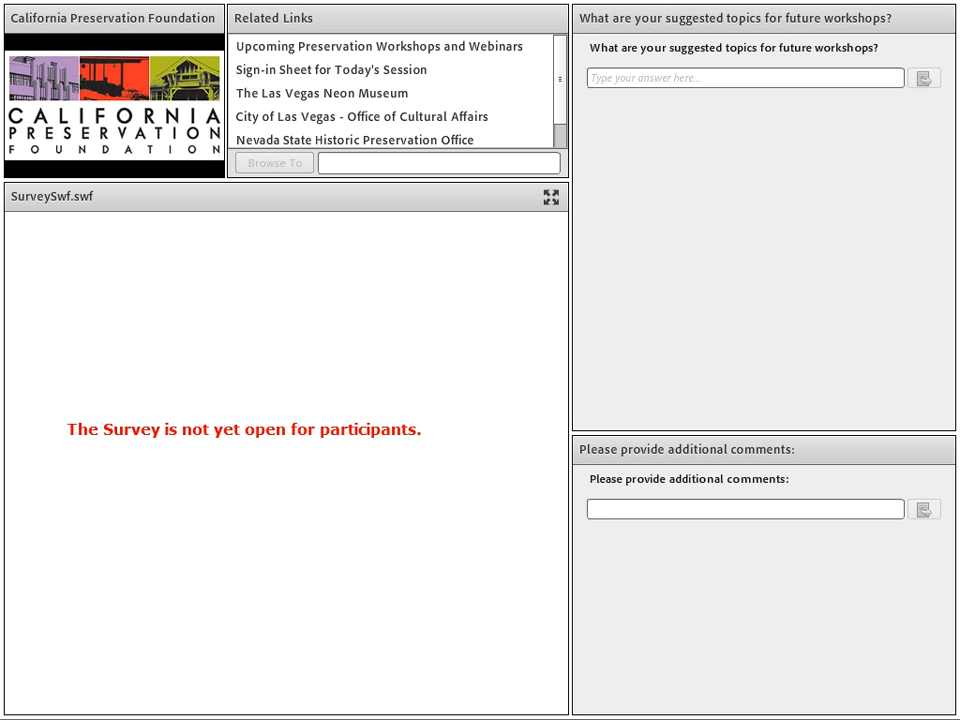 California Preservation Foundation
CALIFORNIA
PRESERVATION
FOUNDATION
Related Links
Upcoming Preservation Workshops and Webinars
Sign-in Sheet for Today's Session
The Las Vegas Neon Museum
City of Las Vegas - Office of Cultural Affairs
Nevada State Historic Preservation Office
Browse To
SurveySwf.swf
The Survey is not yet open for participants.
What are your suggested topics for future workshops?
What are your suggested topics for future workshops?
Type your answer here...
Please provide additional comments:
Please provide additional comments: